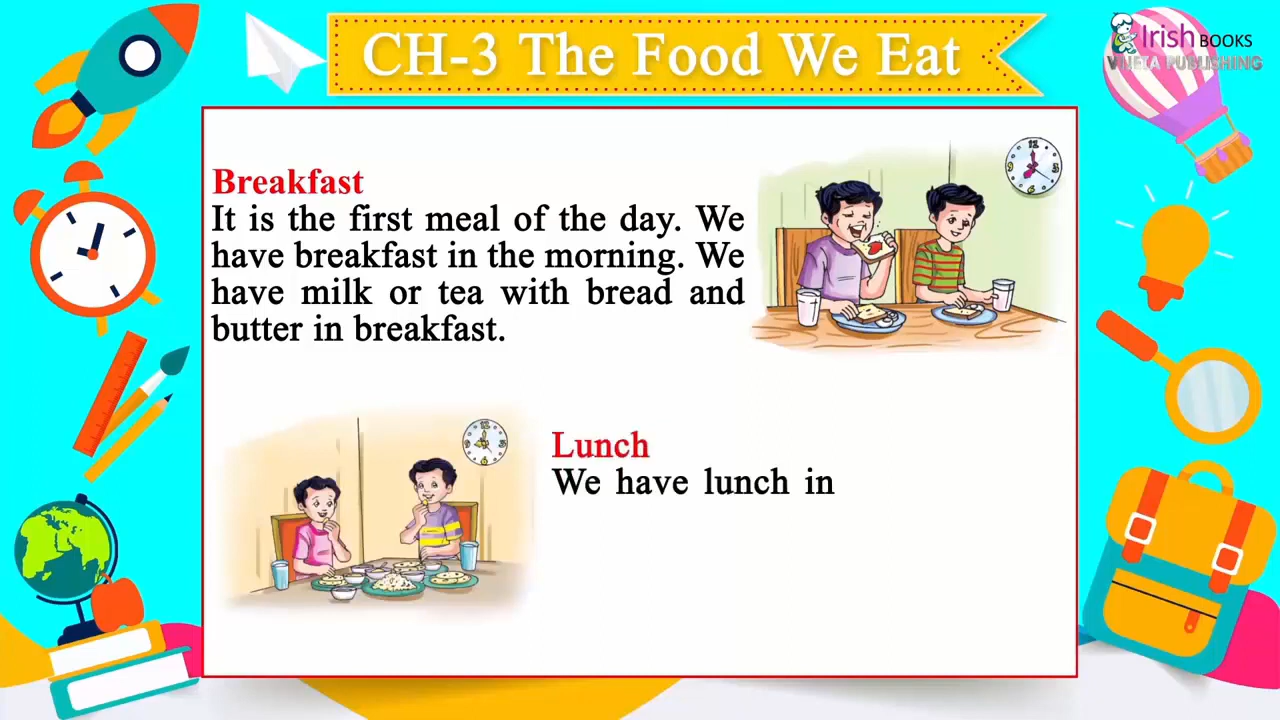 CH-3 The Food We Eat
Irish BOOKS
VINETA PUBLISHING
Breakfast
It is the first meal of the day. We
have breakfast in the morning. We
have milk or tea with bread and
butter in breakfast.
Lunch
We have lunch in